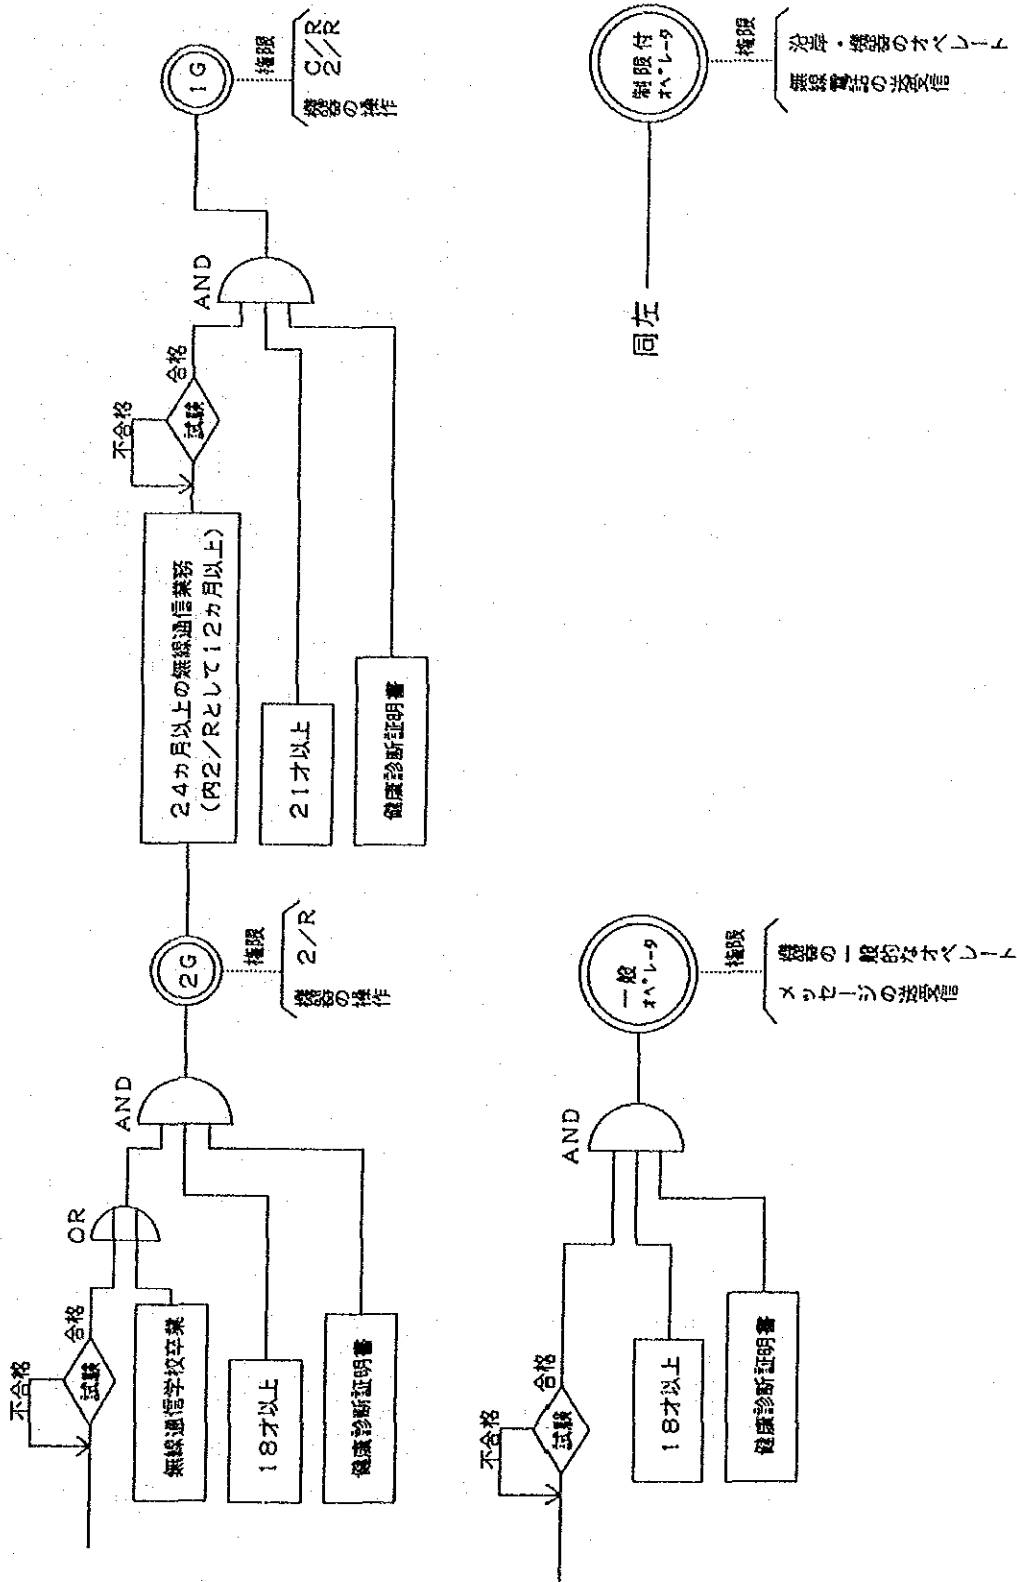 不合格
試験
合格
無線通信学校卒業
OR
18才以上
健康診断証明書
AND
2G
権限
2/R
機器の操作
24カ月以上の無線通信業務
(内2/Rとして12カ月以上)
不合格
試験
合格
21才以上
健康診断証明書
AND
1G
権限
C/R
2/R
機器の操作
不合格
試験
合格
18才以上
健康診断証明書
AND
一般
オペレータ
権限
機器の一般的なオペレート
メッセージの送受信
同左
制限付
オペレータ
権限
沿岸・機器のオペレート
無線電話の送受信